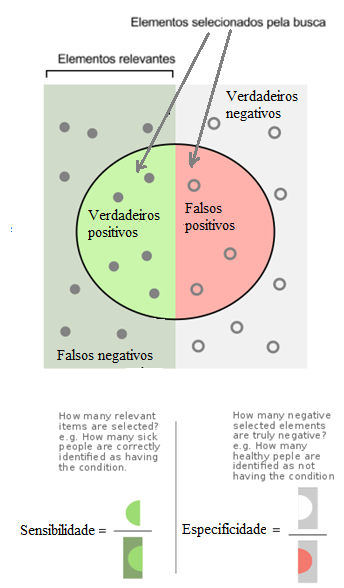 Elementos selecionados pela busca
Elementos relevantes
Verdadeiros
negativos
Verdadeiros
positivos
Falsos
positivos
Falsos negativos
How many relevant
items are selected?
e.g. How many sick
people are correctly
identified as having
the condition.
How many negative
selected elements
are truly negative?
e.g. How many
healthy peple are
identified as not
having the condition
Sensibilidade =
Especificidade =